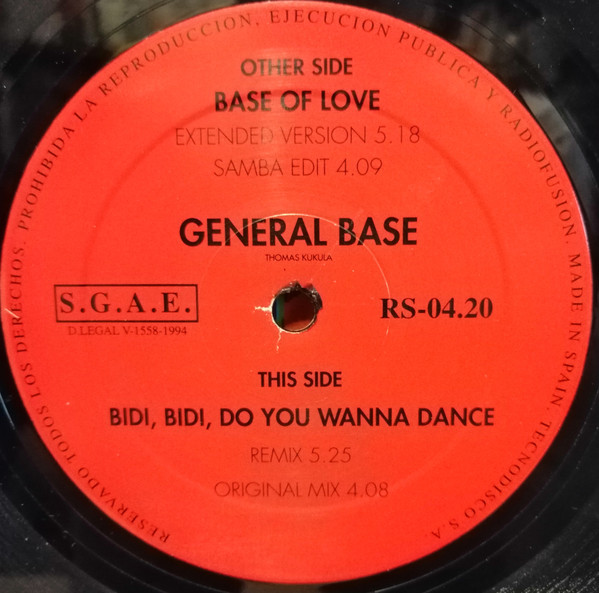 RESERVADO TODOS LOS DERECHOS. PROHIBIDA LA REPRODUCCION, EJECUCION PUBLICA Y RADIOFUSION. MADE IN SPAIN. TECNODISCO S.A.
OTHER SIDE
BASE OF LOVE
EXTENDED VERSION 5.18
SAMBA EDIT 4.09
GENERAL BASE
THOMAS KUKULA
S.G.A.E.
D.LEGAL V-1558-1994
RS-04.20
THIS SIDE
BIDI, BIDI, DO YOU WANNA DANCE
REMIX 5.25
ORIGINAL MIX 4.08